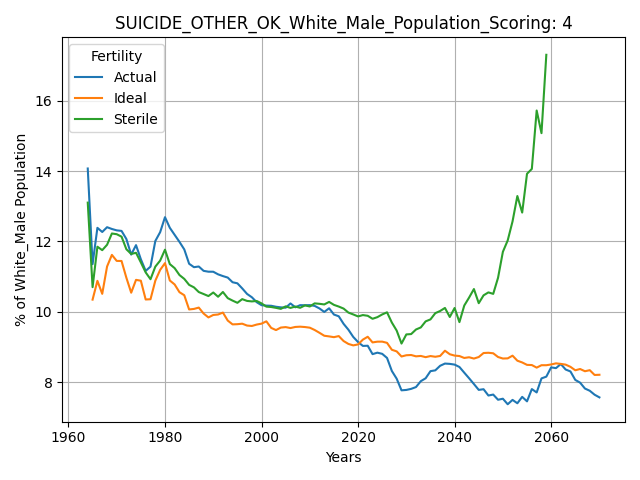 SUICIDE_OTHER_OK_White_Male_Population_Scoring: 4
Fertility
Actual
Ideal
Sterile
% of White_Male Population
16
14
12
10
8
1960 1980 2000 2020 2040 2060
Years